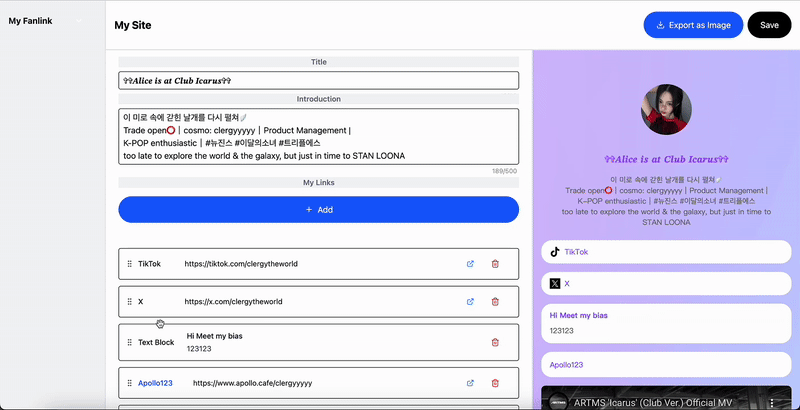 My Fanlink
My Site
Export as Image
Save
Title
✞✞Alice is at Club Icarus✞✞
Introduction
이 미로 속에 갇힌 날개를 다시 펼쳐🪽
Trade open⭕ | cosmo: clergyyyyy | Product Management |
K-POP enthusiastic | #뉴진스 #이달의소녀 #트리플에스
too late to explore the world & the galaxy, but just in time to STAN LOONA
189/500
My Links
+ Add
TikTok https://tiktok.com/clergytheworld
X https://x.com/clergytheworld
Text Block
Hi Meet my bias
123123
Apollo123 https://www.apollo.cafe/clergyyyyy
✞✞Alice is at Club Icarus✞✞
이 미로 속에 갇힌 날개를 다시 펼쳐🪽
Trade open⭕ | cosmo: clergyyyyy | Product Management |
K-POP enthusiastic | #뉴진스 #이달의소녀 #트리플에스
too late to explore the world & the galaxy, but just in time to
STAN LOONA
TikTok
X
Hi Meet my bias
123123
Apollo123
ARTMS 'Icarus' (Club Ver.) Official MV